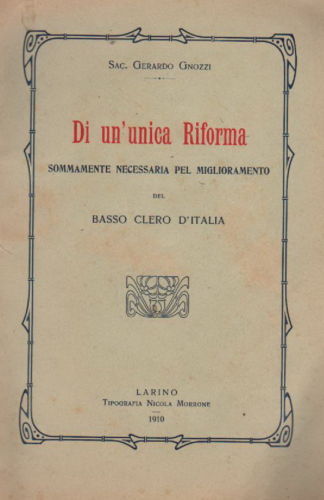 Sac. Gerardo Gnozzi
Di un'unica Riforma
SOMMAMENTE NECESSARIA PEL MIGLIORAMENTO
DEL
BASSO CLERO D'ITALIA
LARINO
Tipografia Nicola Morrone
1910